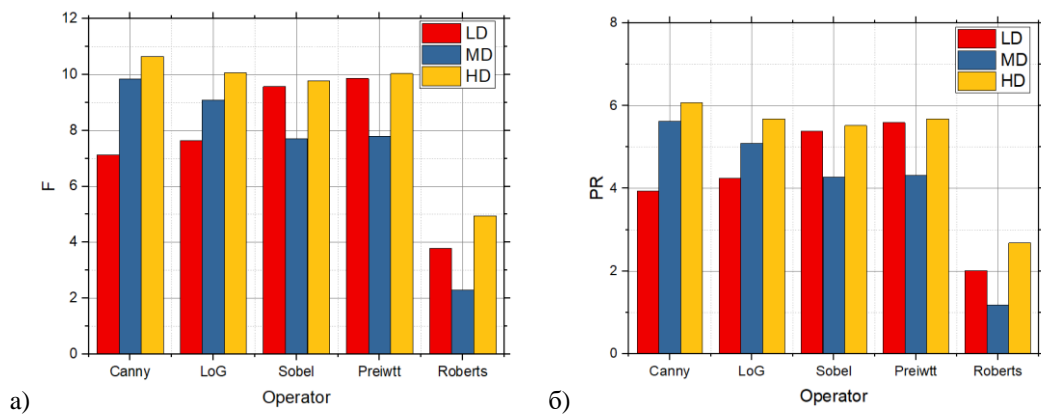 12
10
8
6
4
2
0
F
LD
MD
HD
Canny
LoG
Sobel
Preiwtt
Roberts
Operator
а)
8
6
4
2
0
PR
LD
MD
HD
Canny
LoG
Sobel
Preiwtt
Roberts
Operator
б)